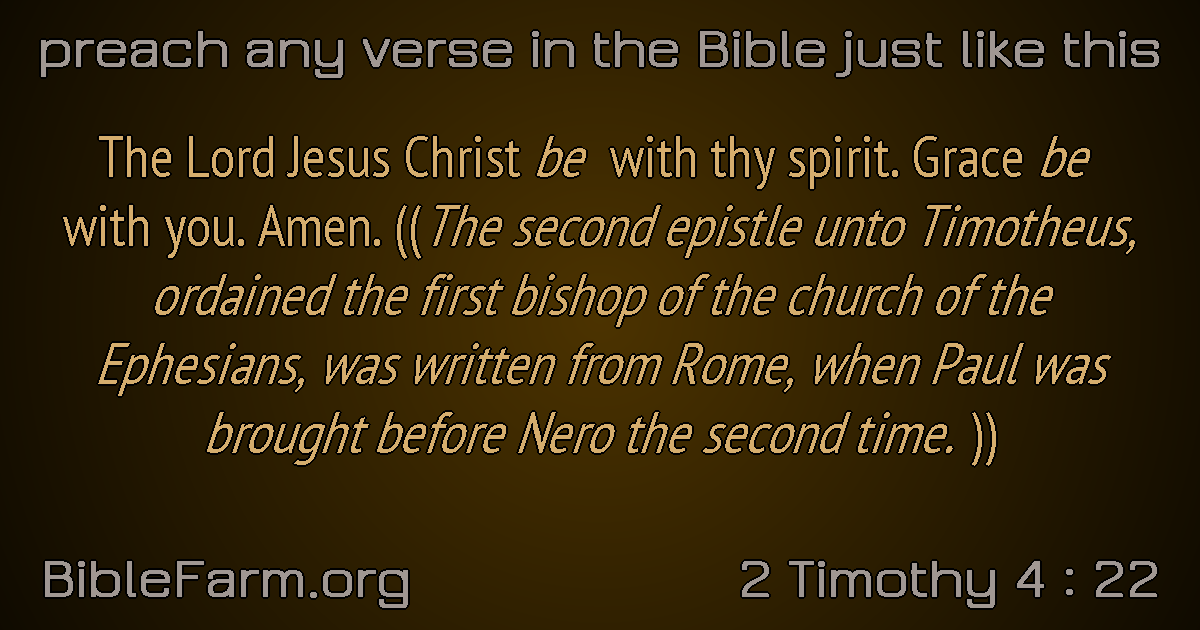 preach any verse in the Bible just like this
The Lord Jesus Christ be with thy spirit. Grace be
with you. Amen. ((The second epistle unto Timotheus,
ordained the first bishop of the church of the
Ephesians, was written from Rome, when Paul was
brought before Nero the second time. ))
BibleFarm.org
2 Timothy 4 : 22